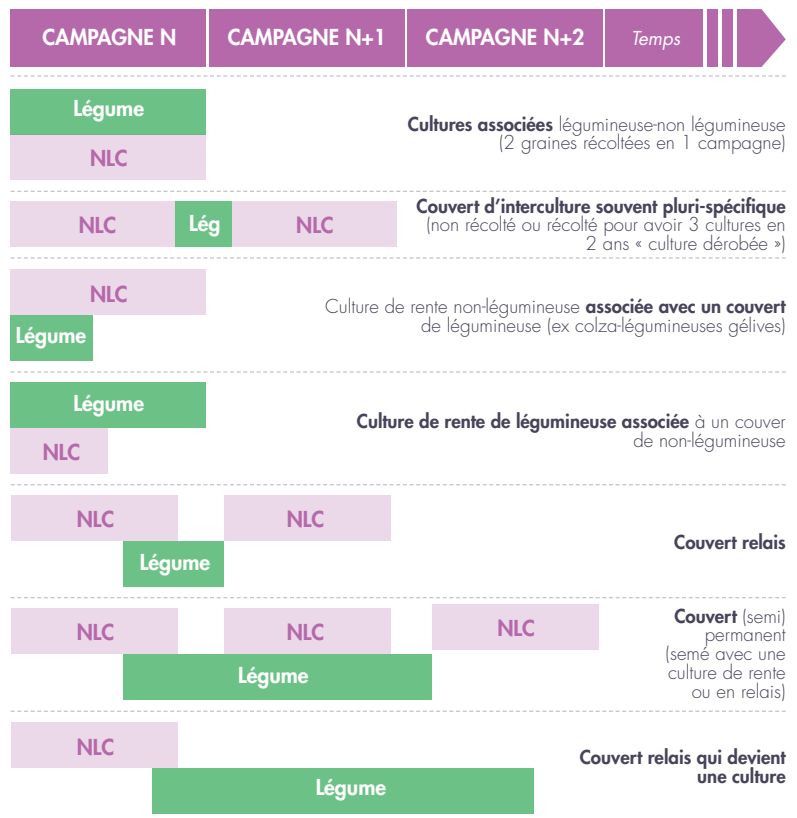 CAMPAGNE N CAMPAGNE N+1 CAMPAGNE N+2 Temps
Légume
NLC
Cultures associées légumineuse-non légumineuse
(2 graines récoltées en 1 campagne)
NLC Lég NLC
Couvert d’interculture souvent pluri-spécifique
(non récolté ou récolté pour avoir 3 cultures en
2 ans « culture dérobée »)
NLC
Légume
Culture de rente non-légumineuse associée avec un couvert
de légumineuse (ex colza-légumineuses gélives)
Légume
NLC
Culture de rente de légumineuse associée à un couver
de non-légumineuse
NLC NLC
Légume
Couvert relais
NLC NLC NLC
Légume
Couvert (semi)
permanent
(semé avec une
culture de rente
ou en relais)
NLC
Légume
Couvert relais qui devient
une culture